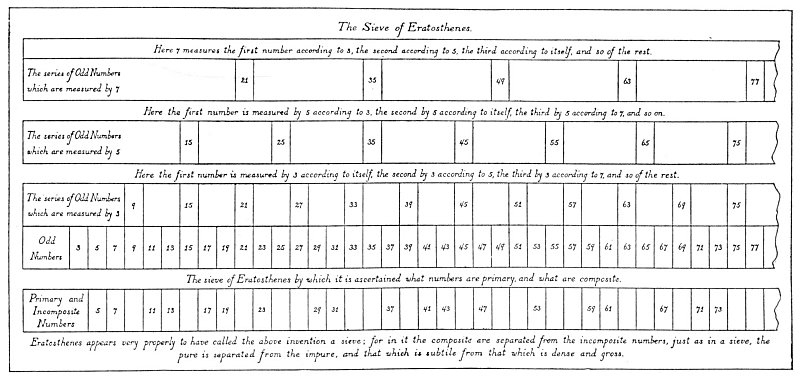 The Sieve of Eratosthenes.
Here 7 measures the first number according to 3, the second according to 5, the third according to itself, and so of the rest.
The series of Odd Numbers
which are measured by 7
21 35 49 63 77
Here the first number is measured by 5 according to 3, the second by 5 according to itself, the third by 5 according to 7, and so on.
The series of Odd Numbers
which are measured by 5
15 25 35 45 55 65 75
Here the first number is measured by 3 according to itself, the second by 3 according to 5, the third by 3 according to 7, and so of the rest.
The series of Odd Numbers
which are measured by 3
9 15 21 27 33 39 45 51 57 63 69 75
Odd
Numbers
3 5 7 9 11 13 15 17 19 21 23 25 27 29 31 33 35 37 39 41 43 45 47 49 51 53 55 57 59 61 63 65 67 69 71 73 75 77
The sieve of Eratosthenes by which it is ascertained what numbers are primary, and what are composite.
Primary and
Incomposite
Numbers
5 7 11 13 17 19 23 29 31 37 41 43 47 53 59 61 67 71 73
Eratosthenes appears very properly to have called the above invention a sieve; for in it the composite are separated from the incomposite numbers, just as in a sieve, the
pure is separated from the impure, and that which is subtile from that which is dense and gross.